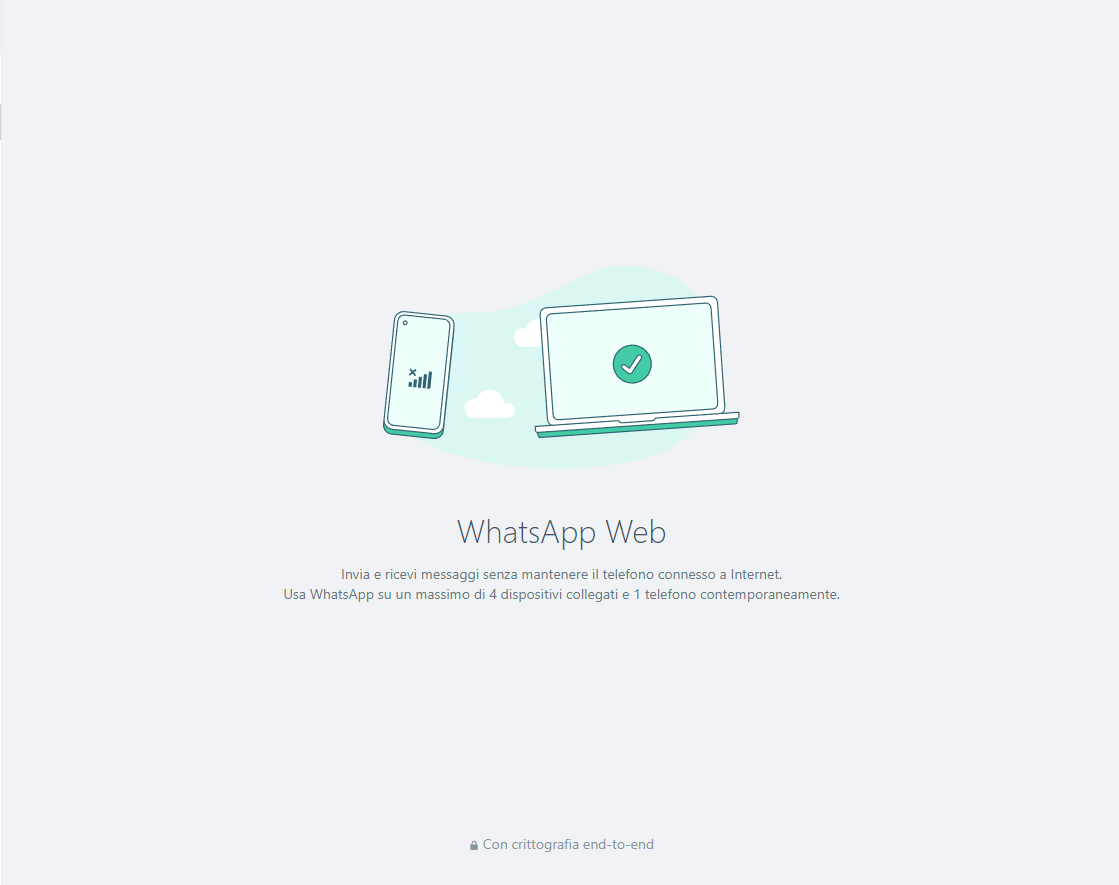 WhatsApp Web
Invia e ricevi messaggi senza mantenere il telefono connesso a Internet.
Usa WhatsApp su un massimo di 4 dispositivi collegati e 1 telefono contemporaneamente.
Con crittografia end-to-end